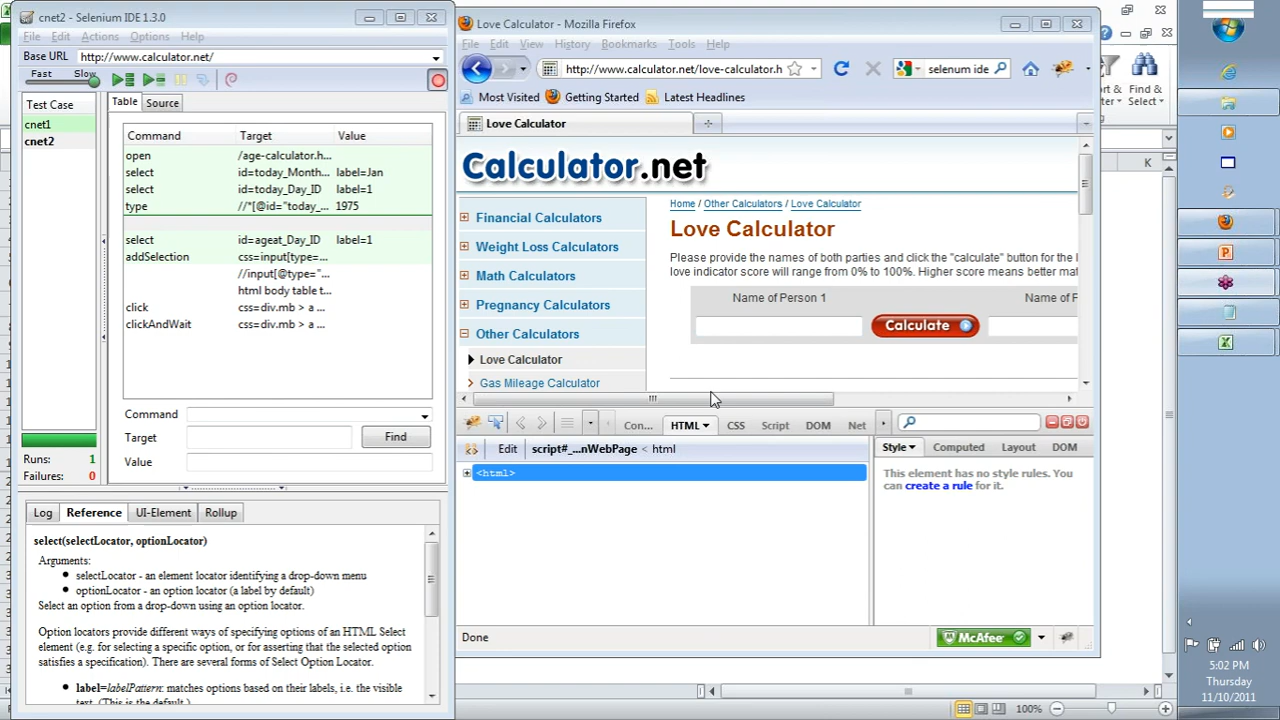 cnet2 - Selenium IDE 1.3.0
File Edit Actions Options Help
Base URL http://www.calculator.net/
Fast Slow
Test Case
cnet1
cnet2
Table Source
Command Target Value
open /age-calculator.h...
select id=today_Month... label=Jan
select id=today_Day_ID label=1
type //*[@id="today_... 1975
select id=ageat_Day_ID label=1
addSelection css=input[type=...
//input[@type="...
html body table t...
click css=div.mb > a ...
clickAndWait css=div.mb > a ...
Command
Target Find
Value
Runs: 1
Failures: 0
Log Reference UI-Element Rollup
select(selectLocator, optionLocator)
Arguments:
• selectLocator - an element locator identifying a drop-down menu
• optionLocator - an option locator (a label by default)
Select an option from a drop-down using an option locator.
Option locators provide different ways of specifying options of an HTML Select
element (e.g. for selecting a specific option, or for asserting that the selected option
satisfies a specification). There are several forms of Select Option Locator.
• label=labelPattern: matches options based on their labels, i.e. the visible
text. (This is the default.)
Love Calculator - Mozilla Firefox
File Edit View History Bookmarks Tools Help
http://www.calculator.net/love-calculator.h
selenium ide
Most Visited Getting Started Latest Headlines
Love Calculator
Calculator.net
Financial Calculators
Weight Loss Calculators
Math Calculators
Pregnancy Calculators
Other Calculators
Love Calculator
Gas Mileage Calculator
Home / Other Calculators / Love Calculator
Love Calculator
Please provide the names of both parties and click the "calculate" button for the l
love indicator score will range from 0% to 100%. Higher score means better mat
Name of Person 1 Name of P
Calculate
Con... HTML CSS Script DOM Net
Edit script#_...nWebPage < html
<html>
Style Computed Layout DOM
This element has no style rules. You
can create a rule for it.
Done
McAfee
rt &
ter
Find &
Select
K
100%
5:02 PM
Thursday
11/10/2011